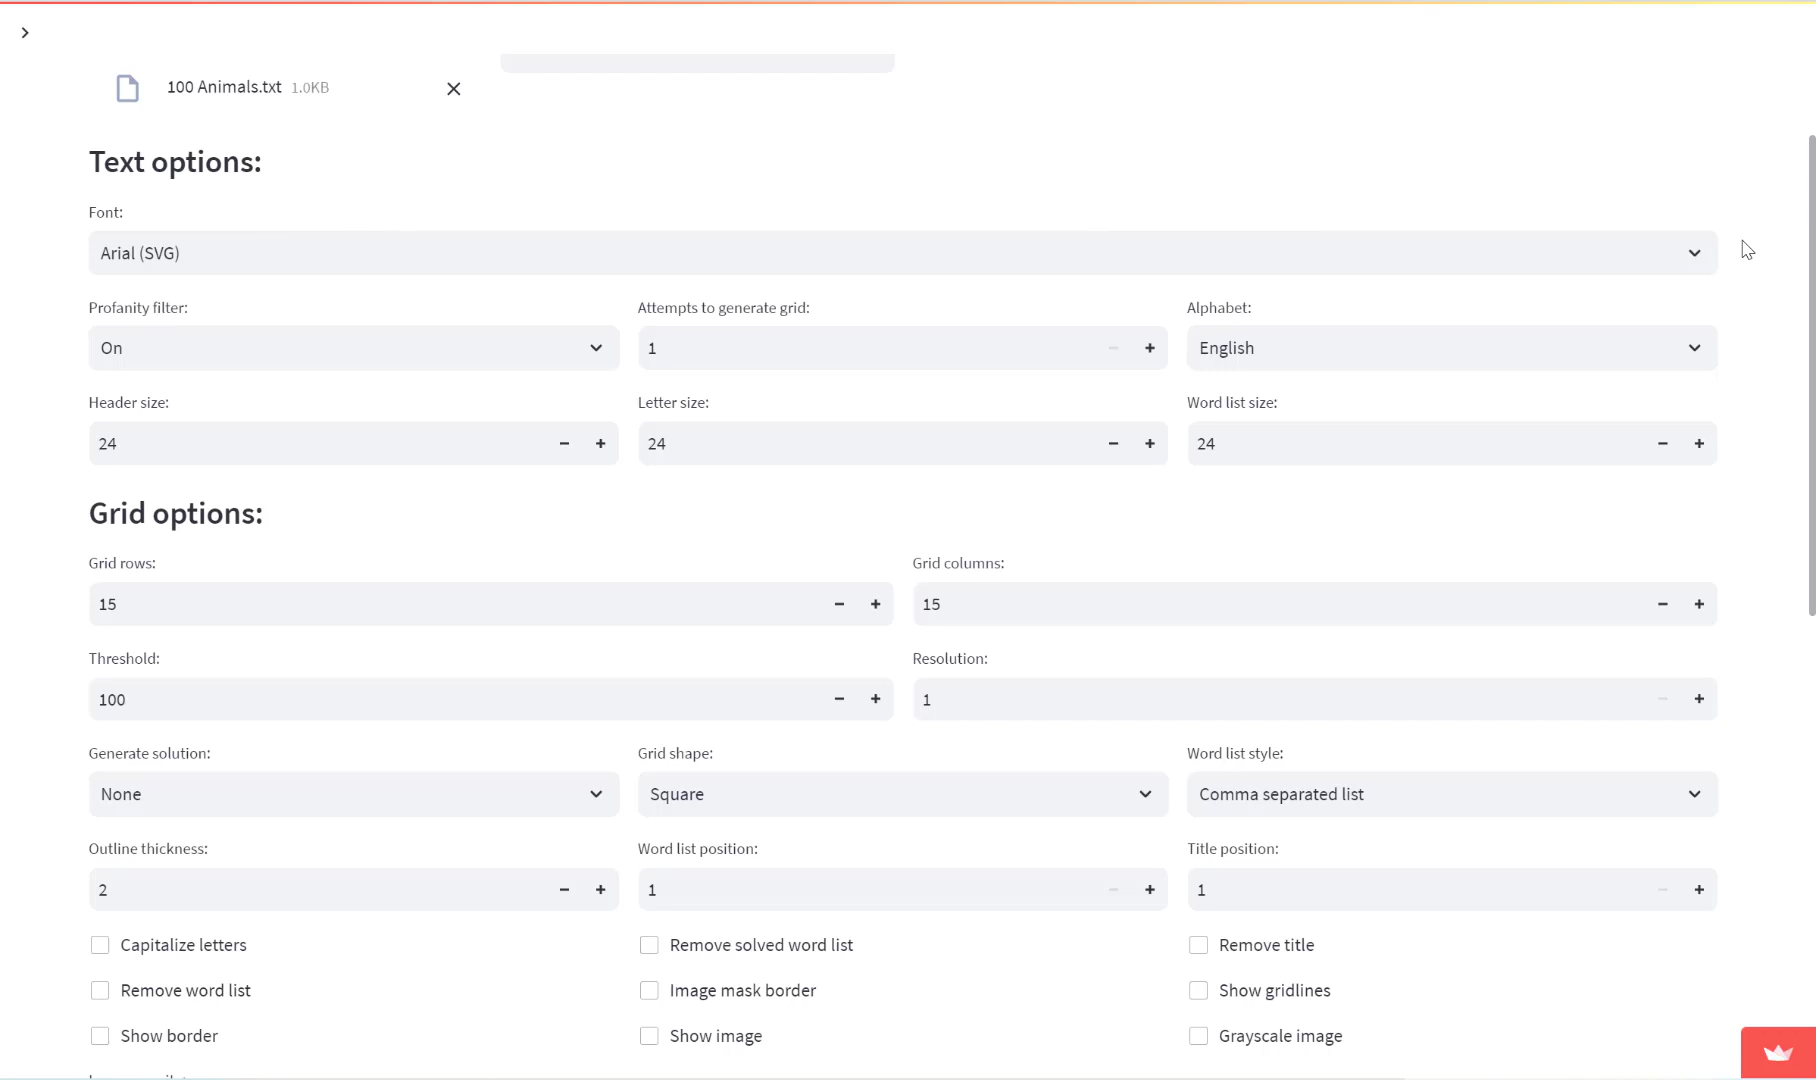 100 Animals.txt 1.0KB
Text options:
Font:
Arial (SVG)
Profanity filter: Attempts to generate grid: Alphabet:
On 1 English
Header size: Letter size: Word list size:
24 24 24
Grid options:
Grid rows: Grid columns:
15 15
Threshold: Resolution:
100 1
Generate solution: Grid shape: Word list style:
None Square Comma separated list
Outline thickness: Word list position: Title position:
2 1 1
Capitalize letters Remove solved word list Remove title
Remove word list Image mask border Show gridlines
Show border Show image Grayscale image